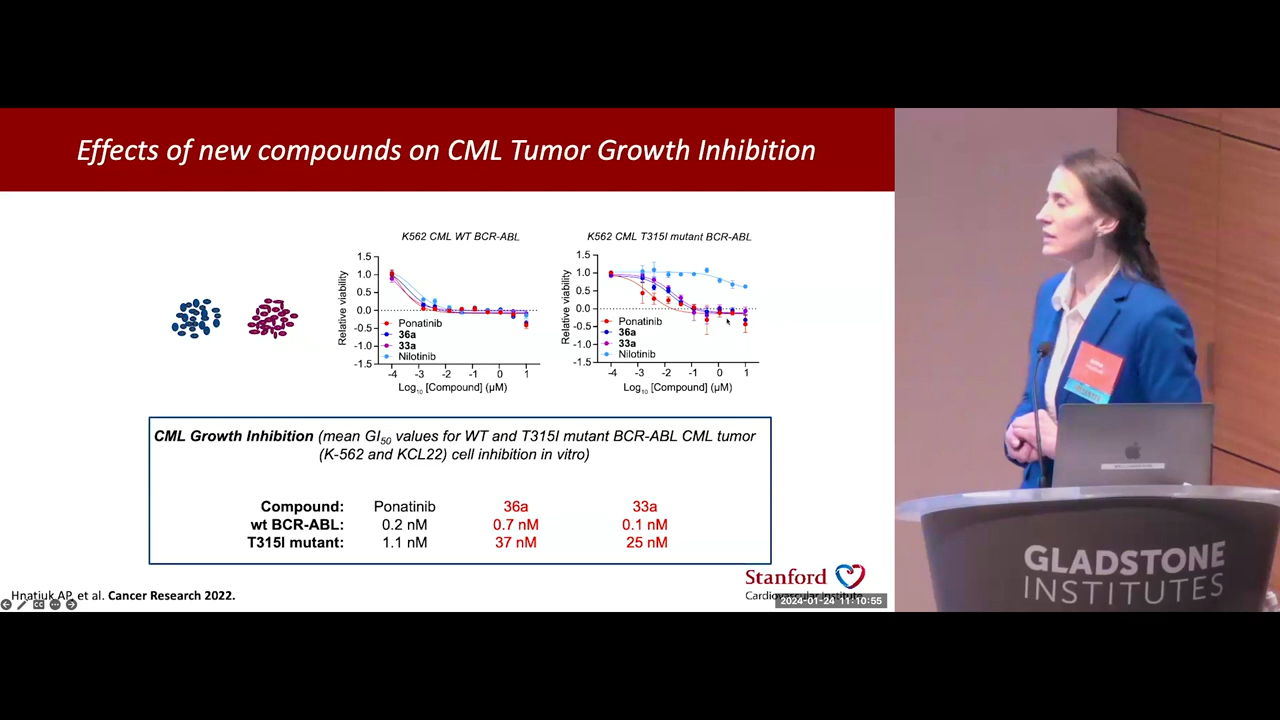 Effects of new compounds on CML Tumor Growth Inhibition
K562 CML WT BCR-ABL
Relative viability
1.5
1.0
0.5
0.0
-0.5
-1.0
-1.5
Ponatinib
36a
33a
Nilotinib
-4 -3 -2 -1 0 1
Log10 [Compound] (µM)
K562 CML T315I mutant BCR-ABL
Relative viability
1.5
1.0
0.5
0.0
-0.5
-1.0
-1.5
Ponatinib
36a
33a
Nilotinib
-4 -3 -2 -1 0 1
Log10 [Compound] (µM)
CML Growth Inhibition (mean GI50 values for WT and T315I mutant BCR-ABL CML tumor
(K-562 and KCL22) cell inhibition in vitro)
Compound: Ponatinib 36a 33a
wt BCR-ABL: 0.2 nM 0.7 nM 0.1 nM
T315I mutant: 1.1 nM 37 nM 25 nM
Stanford
Cardiovascular Institute
Hnatiuk AP, et al. Cancer Research 2022.
2024-01-24 11:10:55
GLADSTONE
INSTITUTES